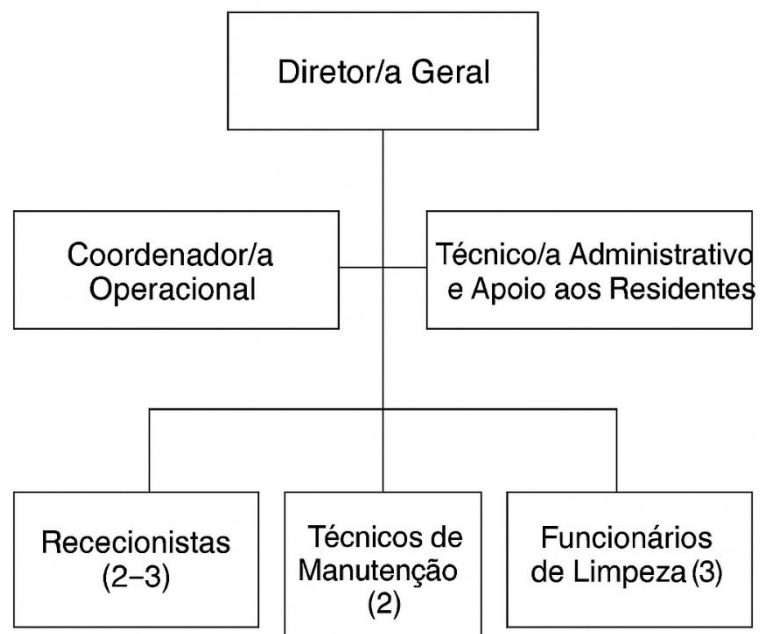 Diretor/a Geral
Coordenador/a
Operacional
Técnico/a Administrativo
e Apoio aos Residentes
Rececionistas
(2–3)
Técnicos de
Manutenção
(2)
Funcionários
de Limpeza (3)